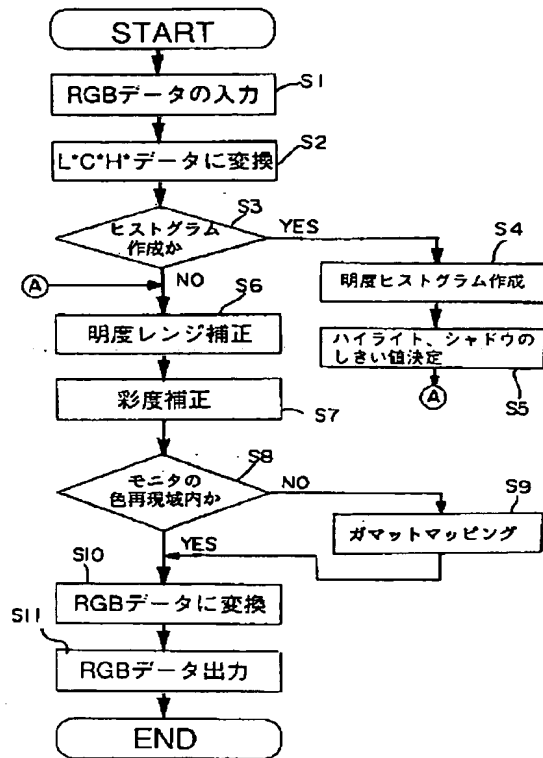 START
RGBデータの入力
S1
L*C*H*データに変換
S2
ヒストグラム
作成か
S3
YES
NO
明度ヒストグラム作成
S4
ハイライト、シャドウの
しきい値決定
S5
A
A
明度レンジ補正
S6
彩度補正
S7
モニタの
色再現域内か
S8
NO
YES
ガマットマッピング
S9
RGBデータに変換
S10
RGBデータ出力
S11
END